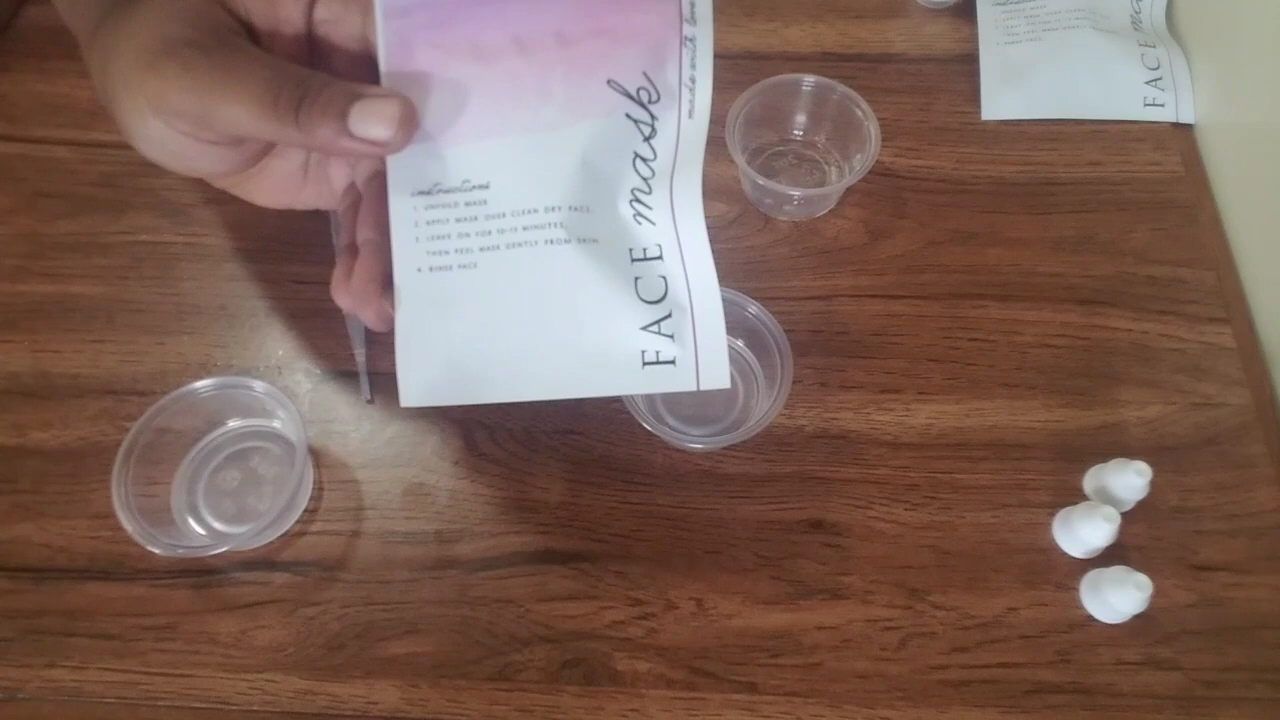 instructions
1. UNFOLD MASK
2. APPLY MASK OVER CLEAN DRY FACE.
3. LEAVE ON FOR 10-15 MINUTES,
THEN PEEL MASK GENTLY FROM SKIN
4. RINSE FACE
FACE mask
made with love
FACE